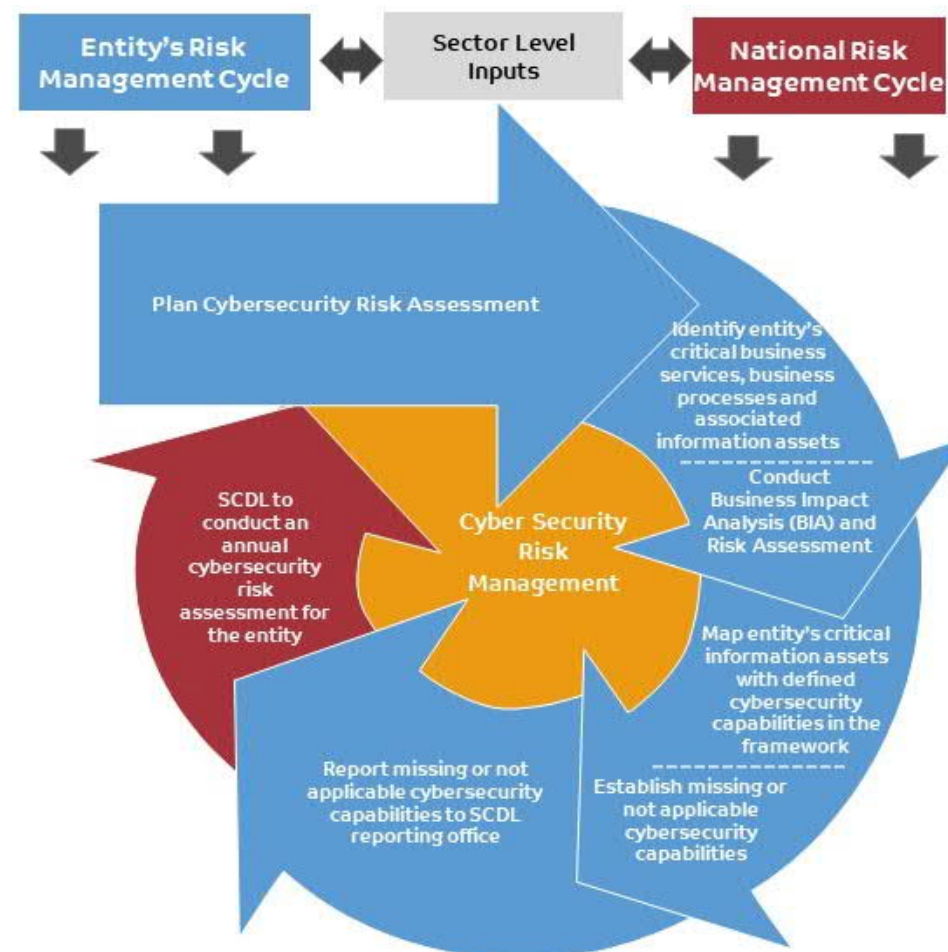 Entity's Risk
Management Cycle
Sector Level
Inputs
National Risk
Management Cycle
Plan Cybersecurity Risk Assessment
Identify entity's
critical business
services, business
processes and
associated
information assets
Conduct
Business Impact
Analysis (BIA) and
Risk Assessment
Map entity's critical
information assets
with defined
cybersecurity
capabilities in the
framework
Establish missing or
not applicable
cybersecurity
capabilities
Report missing or not
applicable cybersecurity
capabilities to SCDL
reporting office
SCDL to
conduct an
annual
cybersecurity
risk
assessment for
the entity
Cyber Security
Risk
Management